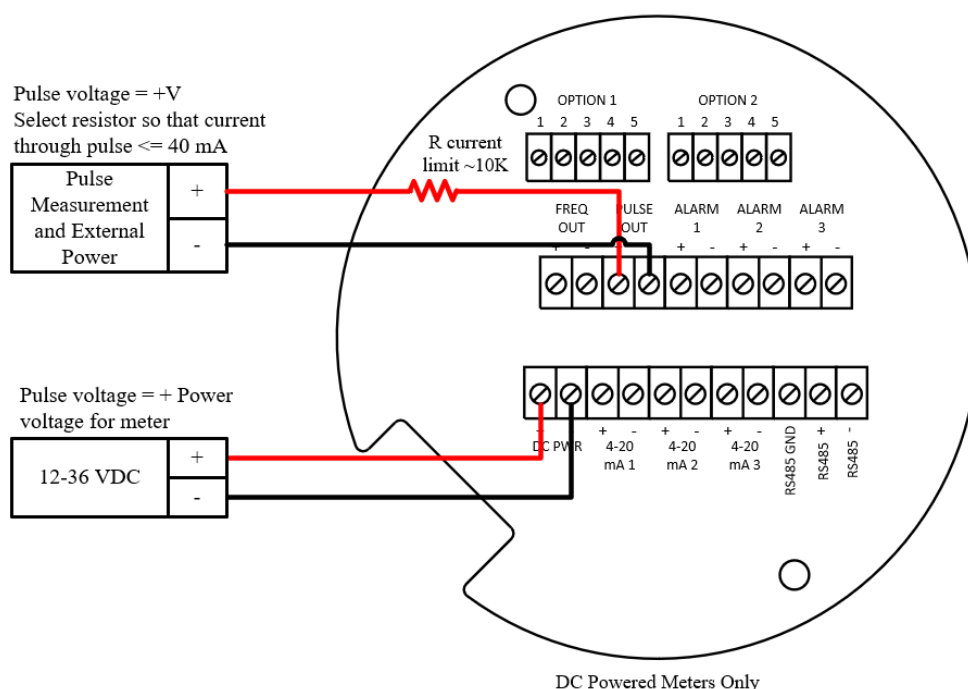 Pulse voltage = +V
Select resistor so that current
through pulse <= 40 mA
Pulse
Measurement
and External
Power
+
-
R current
limit ~10K
OPTION 1
1 2 3 4 5
OPTION 2
1 2 3 4 5
FREQ
OUT
+ -
PULSE
OUT
ALARM
1
+ -
ALARM
2
+ -
ALARM
3
+ -
Pulse voltage = + Power
voltage for meter
12-36 VDC
+
-
DC PWR
+ -
4-20
mA 1
+ -
4-20
mA 2
+ -
4-20
mA 3
RS485 GND
RS485 +
RS485 -
DC Powered Meters Only